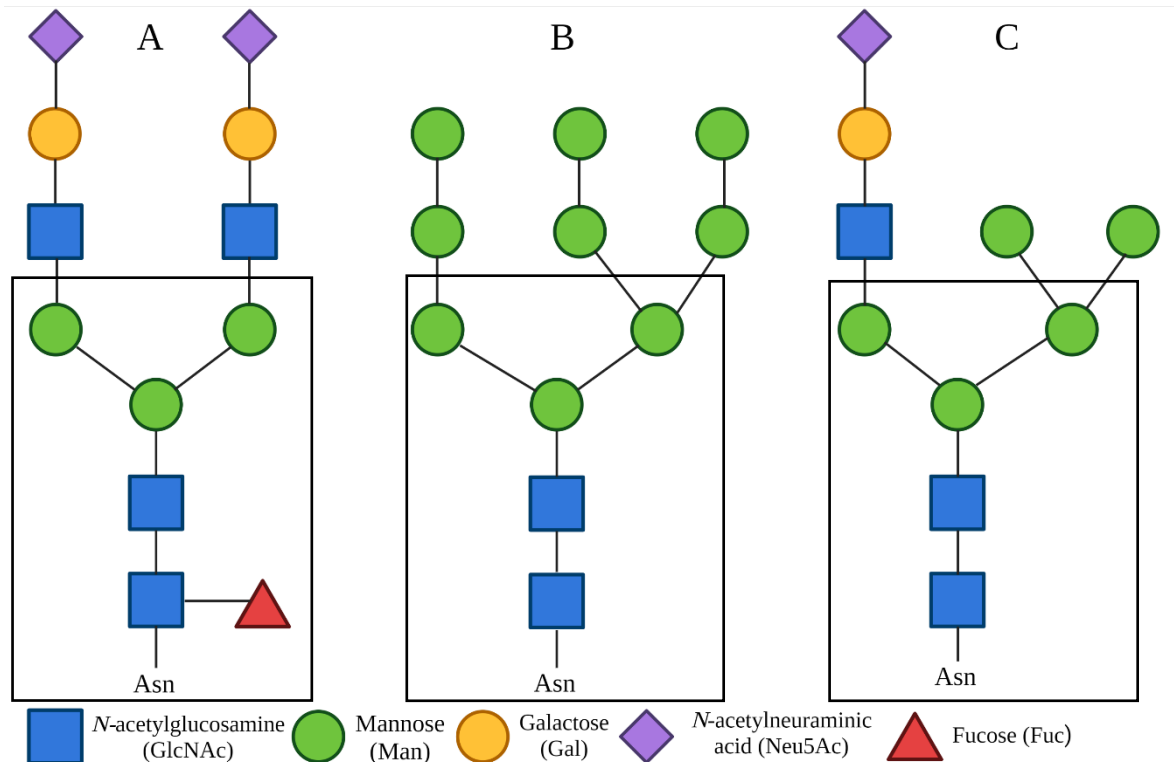 A
B
C
Asn
Asn
Asn
N-acetylglucosamine
(GlcNAc)
Mannose
(Man)
Galactose
(Gal)
N-acetylneuraminic
acid (Neu5Ac)
Fucose (Fuc)